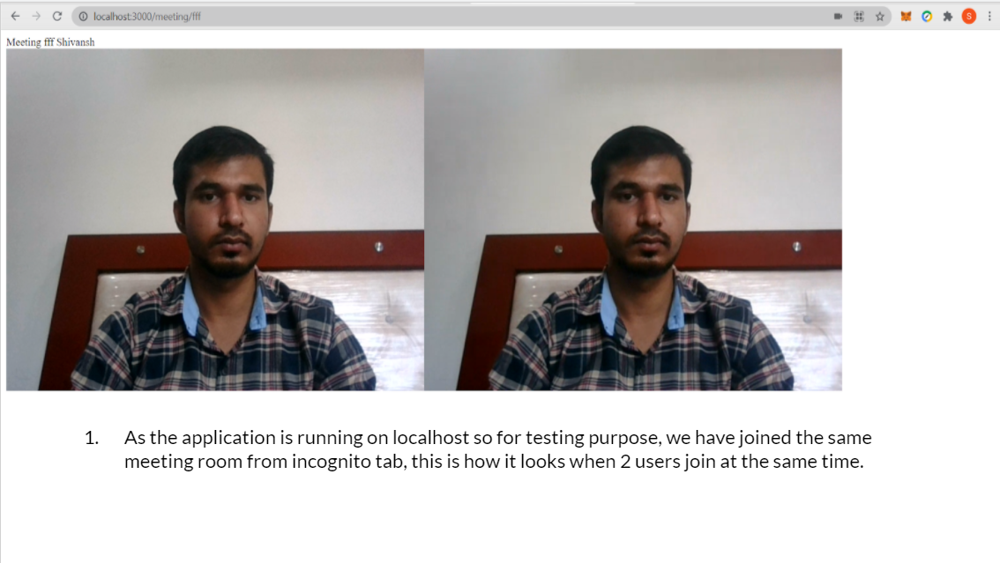 localhost:3000/meeting/fff
S
Meeting fff Shivansh
1. As the application is running on localhost so for testing purpose, we have joined the same
meeting room from incognito tab, this is how it looks when 2 users join at the same time.